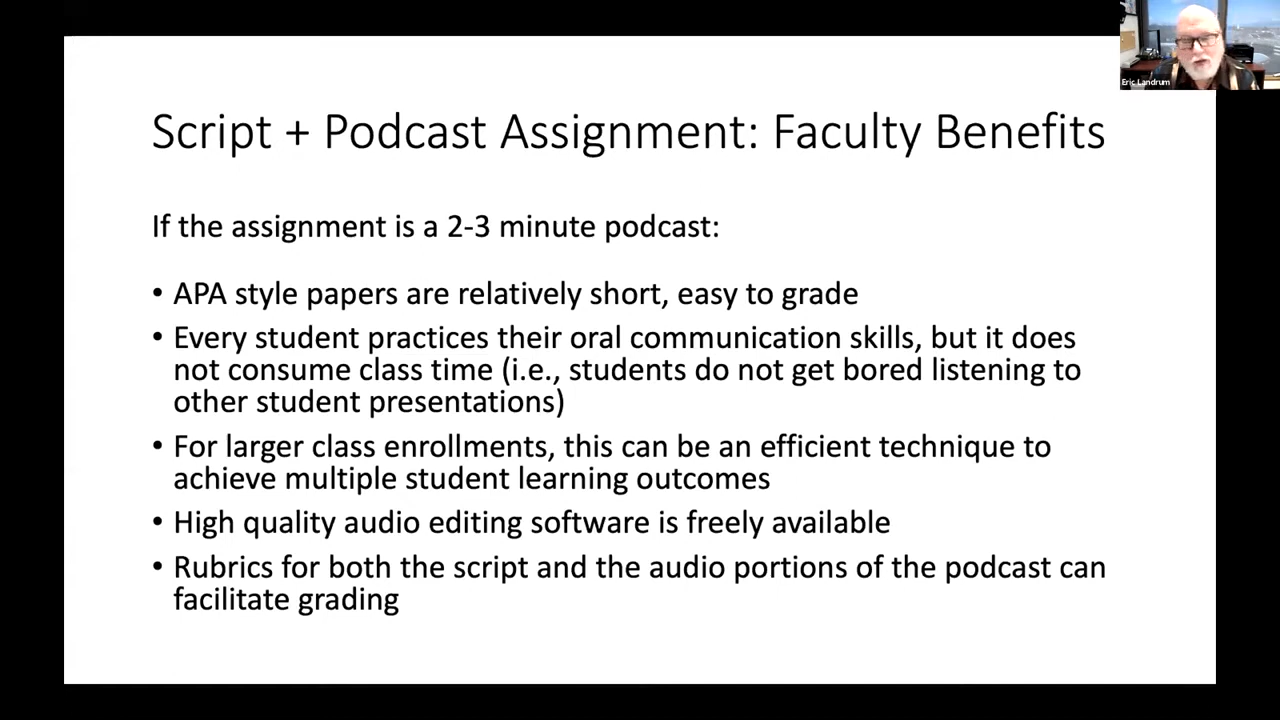 Eric Landrum
Script + Podcast Assignment: Faculty Benefits
If the assignment is a 2-3 minute podcast:
• APA style papers are relatively short, easy to grade
• Every student practices their oral communication skills, but it does
not consume class time (i.e., students do not get bored listening to
other student presentations)
• For larger class enrollments, this can be an efficient technique to
achieve multiple student learning outcomes
• High quality audio editing software is freely available
• Rubrics for both the script and the audio portions of the podcast can
facilitate grading